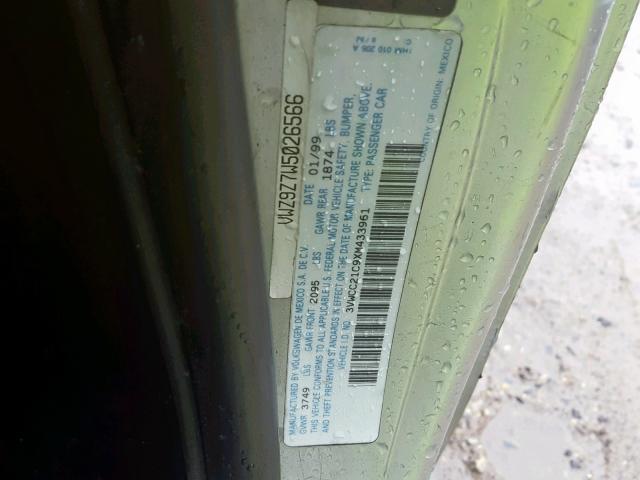 VWZ9Z7W5026566
MANUFACTURED BY VOLKSWAGEN DE MEXICO S.A. DE C.V. DATE 01/99
GVWR 3749 LBS GAWR FRONT 2095 LBS GAWR REAR 1874 LBS
THIS VEHICLE CONFORMS TO ALL APPLICABLE U.S. FEDERAL MOTOR VEHICLE SAFETY, BUMPER,
AND THEFT PREVENTION STANDARDS IN EFFECT ON THE DATE OF MANUFACTURE SHOWN ABOVE.
VEHICLE I.D. NO. 3VWCC21C9XM433961 TYPE: PASSENGER CAR
COUNTRY OF ORIGIN: MEXICO